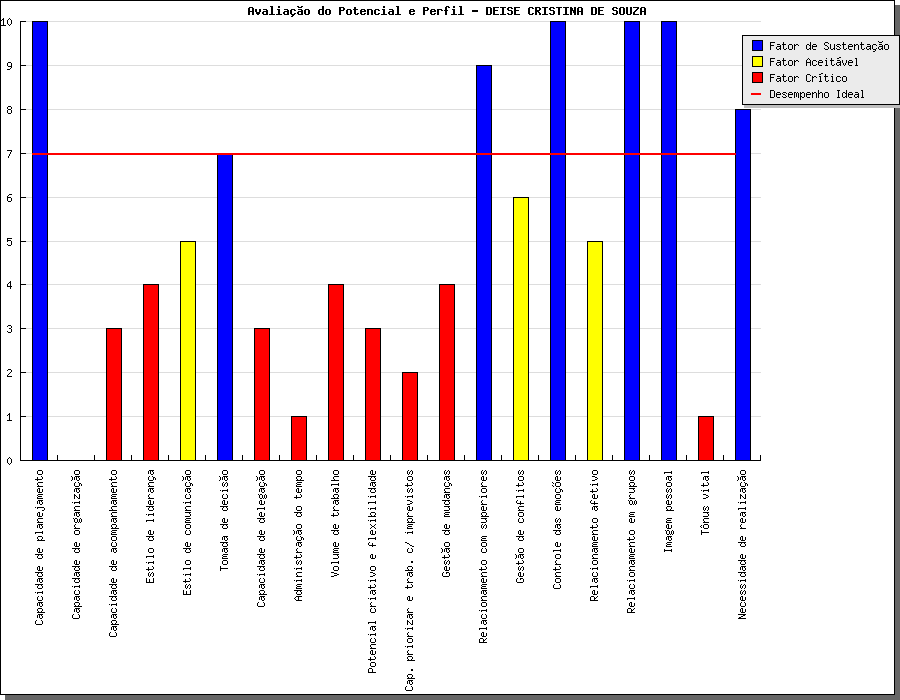 Avaliação do Potencial e Perfil - DEISE CRISTINA DE SOUZA
Fator de Sustentação
Fator Aceitável
Fator Crítico
Desempenho Ideal
10
9
8
7
6
5
4
3
2
1
0
Capacidade de planejamento
Capacidade de organização
Capacidade de acompanhamento
Estilo de liderança
Estilo de comunicação
Tomada de decisão
Capacidade de delegação
Administração do tempo
Volume de trabalho
Potencial criativo e flexibilidade
Cap. priorizar e trab. c/ imprevistos
Gestão de mudanças
Relacionamento com superiores
Gestão de conflitos
Controle das emoções
Relacionamento afetivo
Relacionamento em grupos
Imagem pessoal
Tônus vital
Necessidade de realização